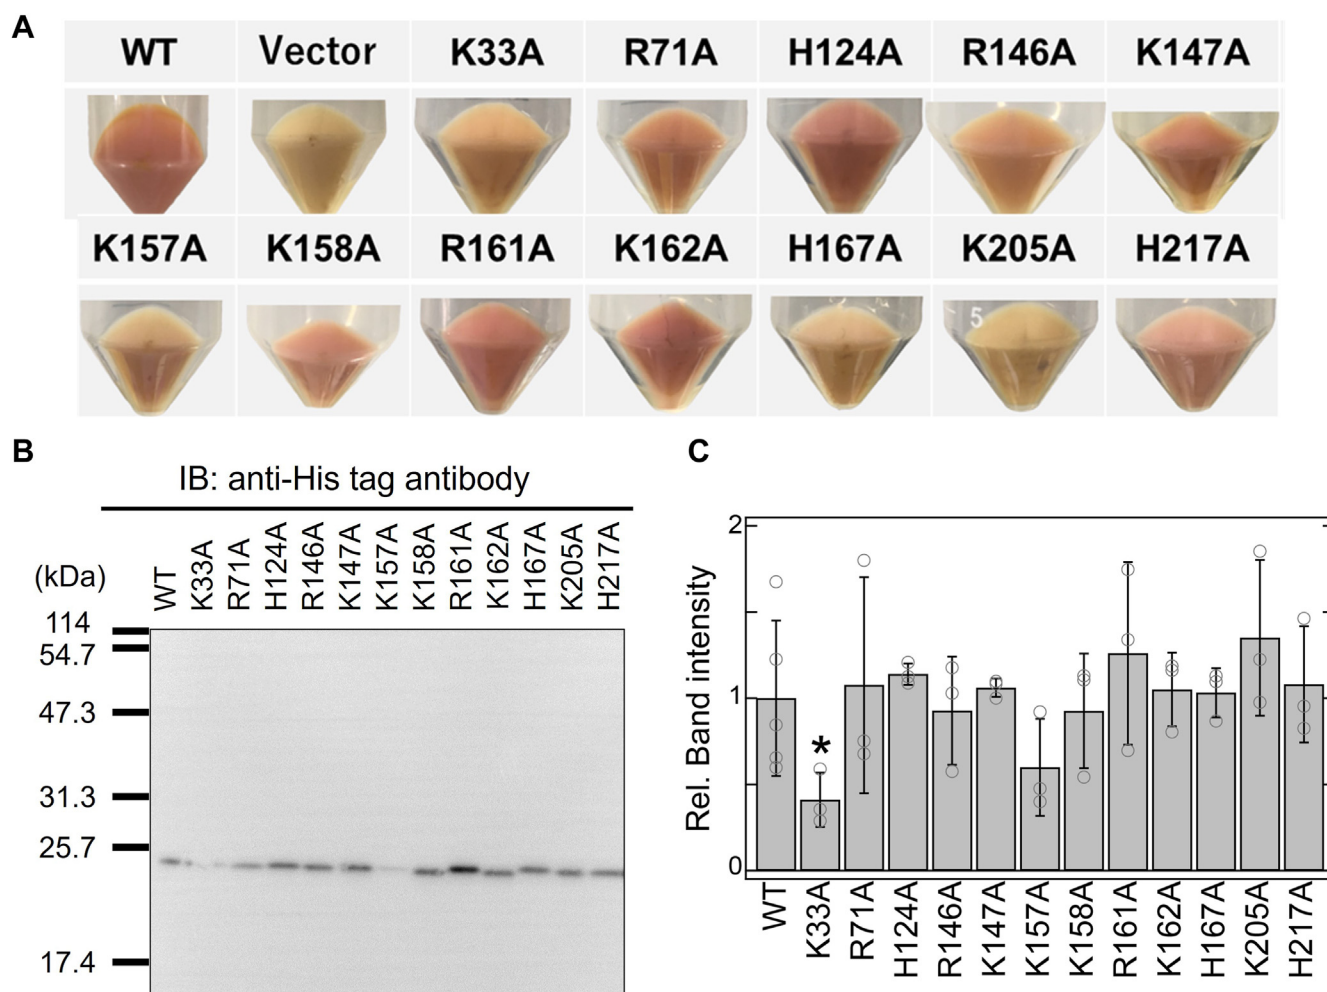 A
WT Vector K33A R71A H124A R146A K147A
K157A K158A R161A K162A H167A K205A H217A
5
B
IB: anti-His tag antibody
(kDa)
WT K33A R71A H124A R146A K147A K157A K158A R161A K162A H167A K205A H217A
114
54.7
47.3
31.3
25.7
17.4
C
Rel. Band intensity
2
1
0
*
WT K33A R71A H124A R146A K147A K157A K158A R161A K162A H167A K205A H217A